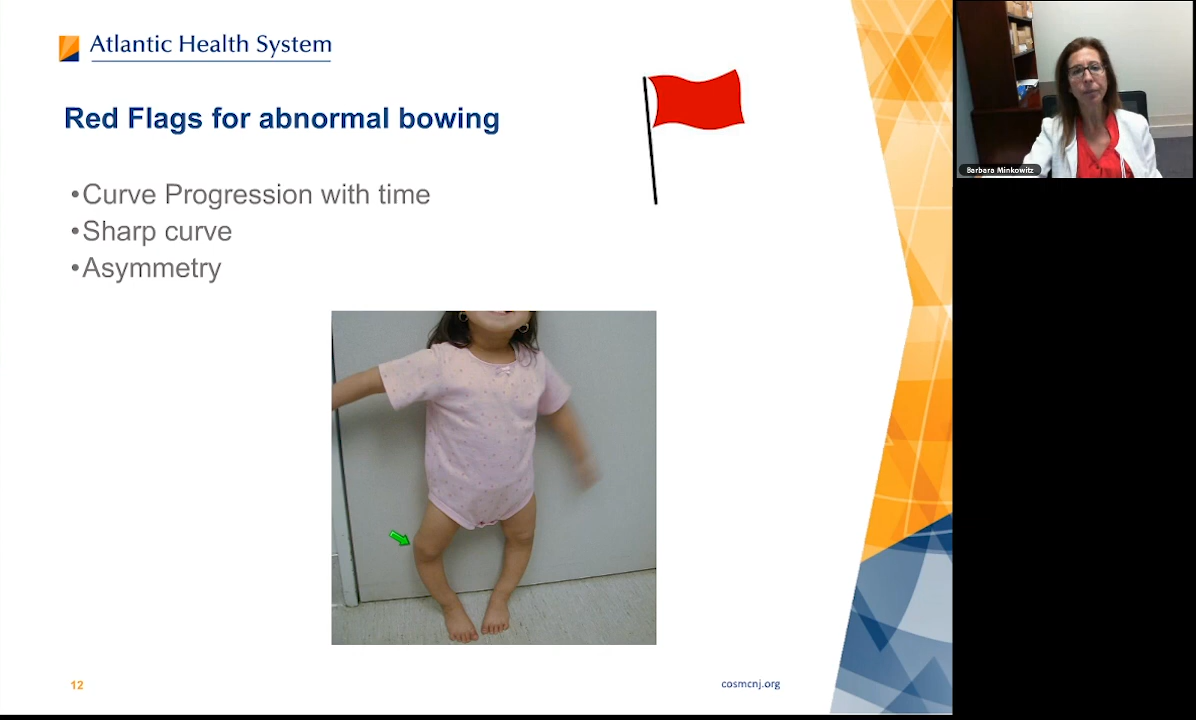 Atlantic Health System
Red Flags for abnormal bowing
•Curve Progression with time
•Sharp curve
•Asymmetry
12
cosmcnj.org
Barbara Minkowitz